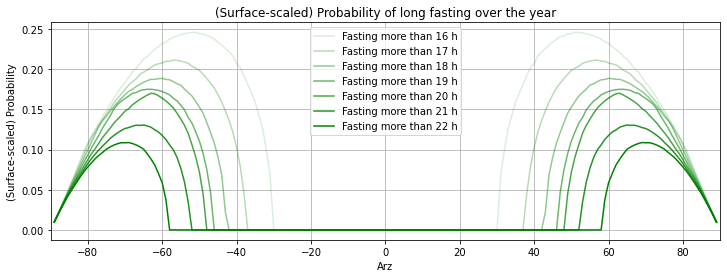 (Surface-scaled) Probability of long fasting over the year
(Surface-scaled) Probability
0.25
0.20
0.15
0.10
0.05
0.00
Fasting more than 16 h
Fasting more than 17 h
Fasting more than 18 h
Fasting more than 19 h
Fasting more than 20 h
Fasting more than 21 h
Fasting more than 22 h
−80 −60 −40 −20 0 20 40 60 80
Arz